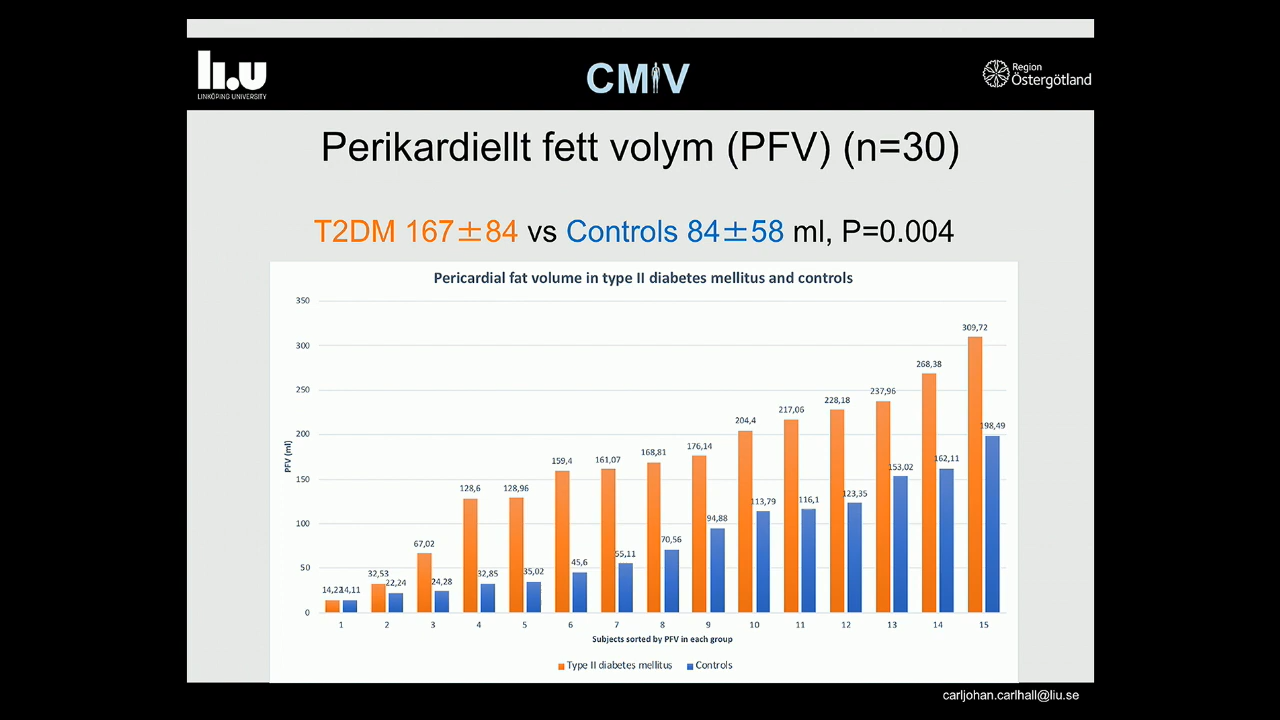 li.u
LINKÖPING UNIVERSITY
CMIV
Region
Östergötland
Perikardiellt fett volym (PFV) (n=30)
T2DM 167±84 vs Controls 84±58 ml, P=0.004
Pericardial fat volume in type II diabetes mellitus and controls
350
300
250
200
150
100
50
0
PFV (ml)
14,22 14,11
32,53 22,24
67,02 24,28
128,6 32,85
128,96 35,02
159,4 45,6
161,07 55,11
168,81 70,56
176,14 94,88
204,4 113,79
217,06 116,1
228,18 123,35
237,96 153,02
268,38 162,11
309,72 198,49
1 2 3 4 5 6 7 8 9 10 11 12 13 14 15
Subjects sorted by PFV in each group
Type II diabetes mellitus Controls
carljohan.carlhall@liu.se